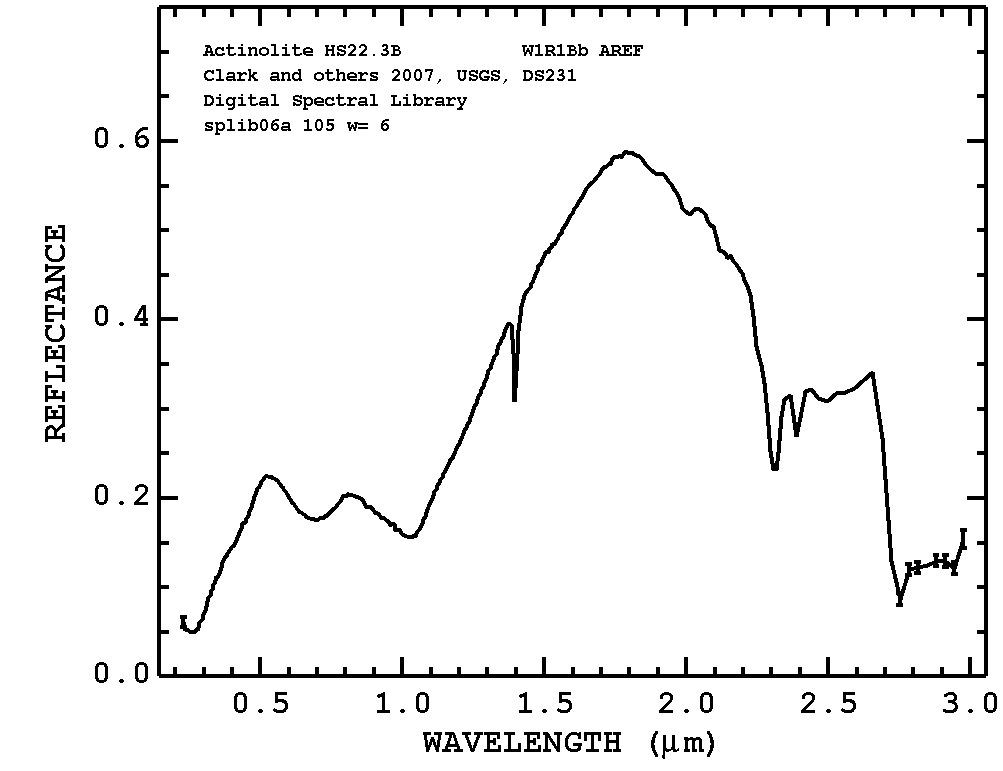 Actinolite HS22.3B W1R1Bb AREF
Clark and others 2007, USGS, DS231
Digital Spectral Library
splib06a 105 w= 6
0.6
0.4
0.2
0.0
REFLECTANCE
0.5 1.0 1.5 2.0 2.5 3.0
WAVELENGTH (μm)